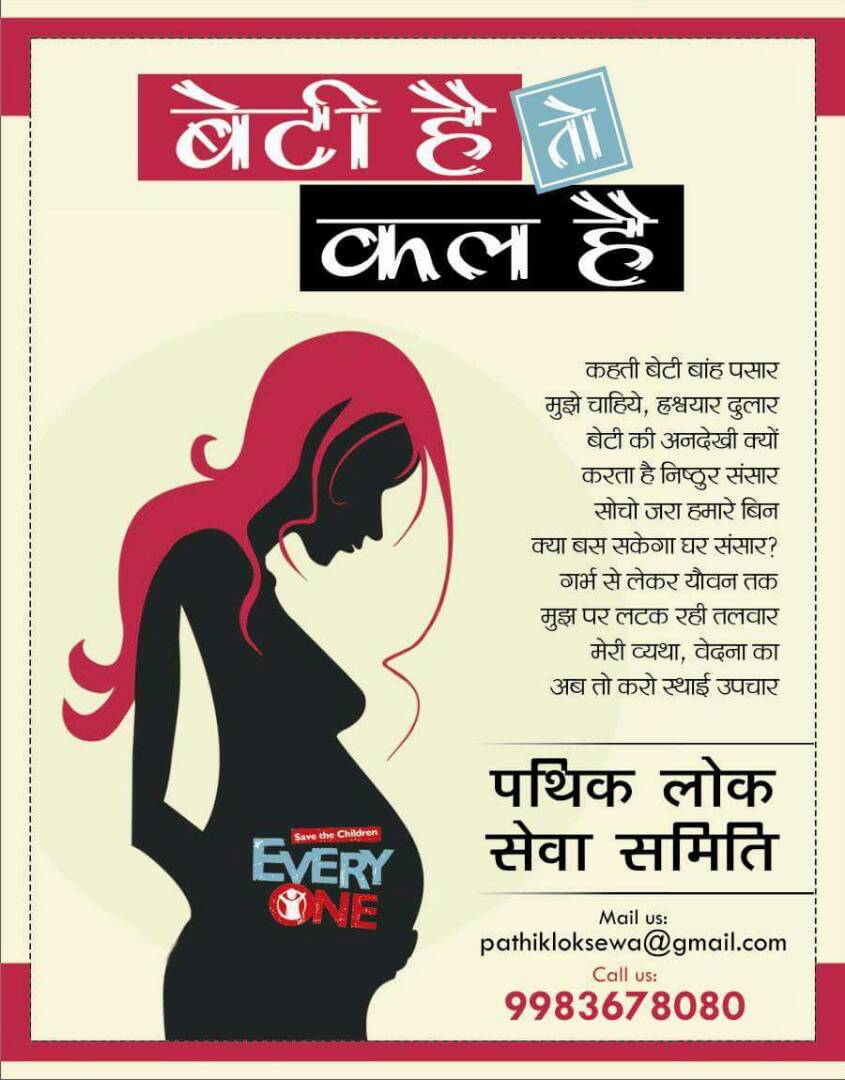 बेटी है तो
कल है
कहती बेटी बांह पसार
मुझे चाहिये, ह्रश्वयार दुलार
बेटी की अनदेखी क्यों
करता है निष्ठुर संसार
सोचो जरा हमारे बिन
क्या बस सकेगा घर संसार?
गर्भ से लेकर यौवन तक
मुझ पर लटक रही तलवार
मेरी व्यथा, वेदना का
अब तो करो स्थाई उपचार
Save the Children
EVERY
ONE
पथिक लोक
सेवा समिति
Mail us:
pathikloksewa@gmail.com
Call us:
9983678080